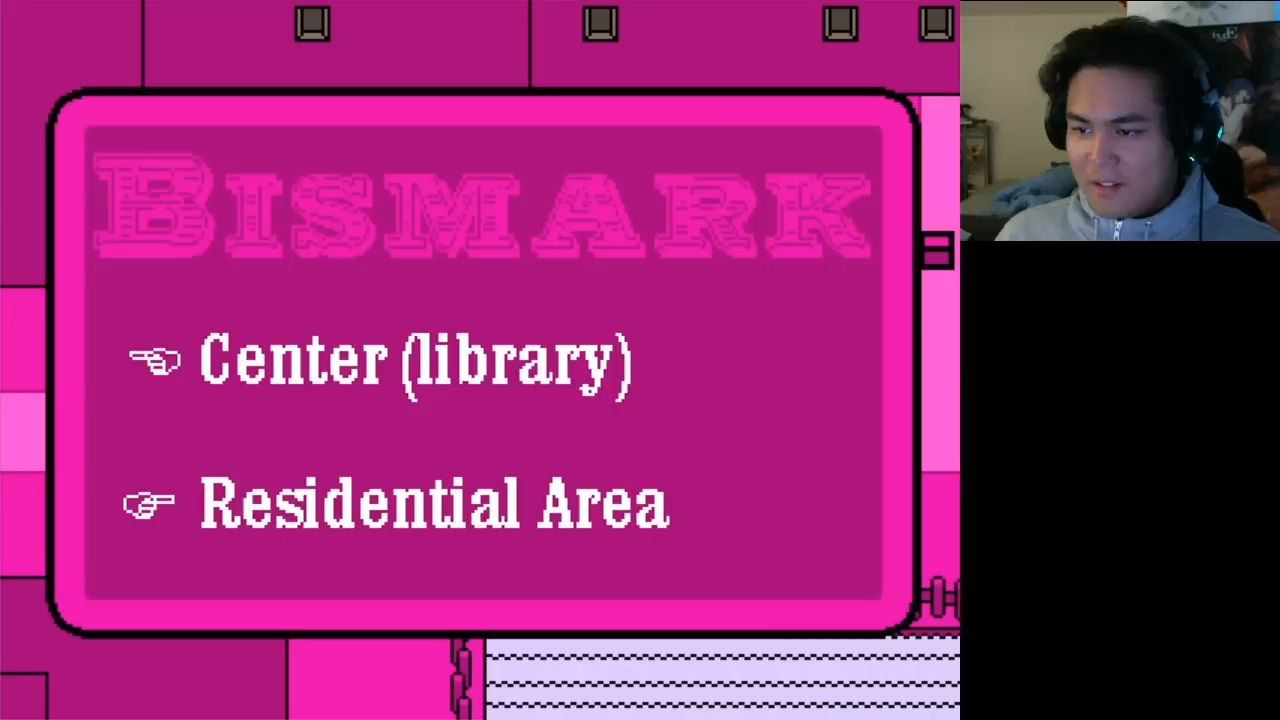 Bismark
☜ Center (library)
☞ Residential Area